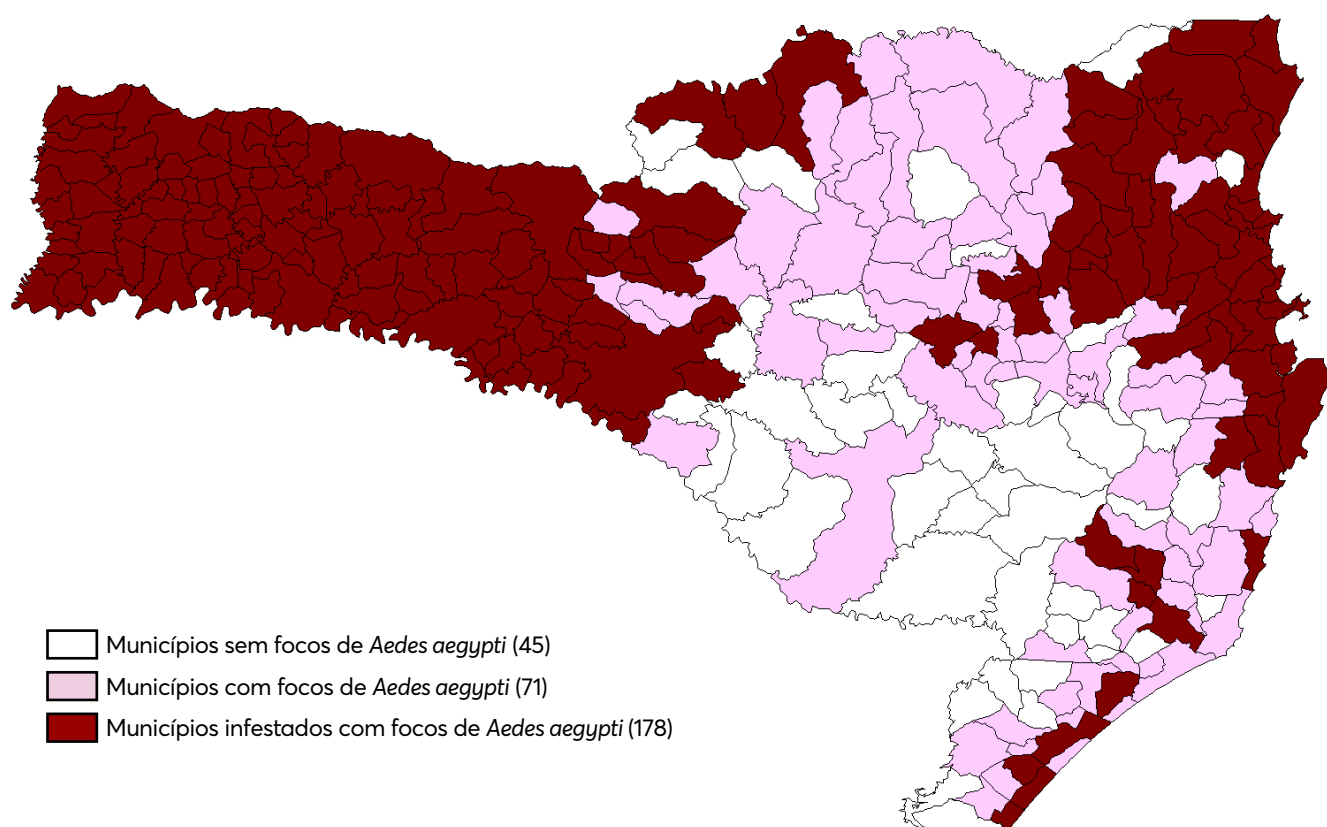 Municípios sem focos de Aedes aegypti (45)
Municípios com focos de Aedes aegypti (71)
Municípios infestados com focos de Aedes aegypti (178)